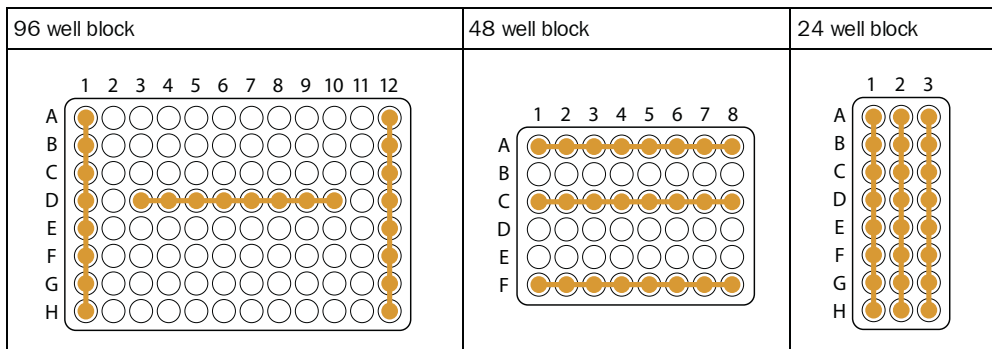 96 well block
48 well block
24 well block
1 2 3 4 5 6 7 8 9 10 11 12
A
B
C
D
E
F
G
H
1 2 3 4 5 6 7 8
A
B
C
D
E
F
1 2 3
A
B
C
D
E
F
G
H